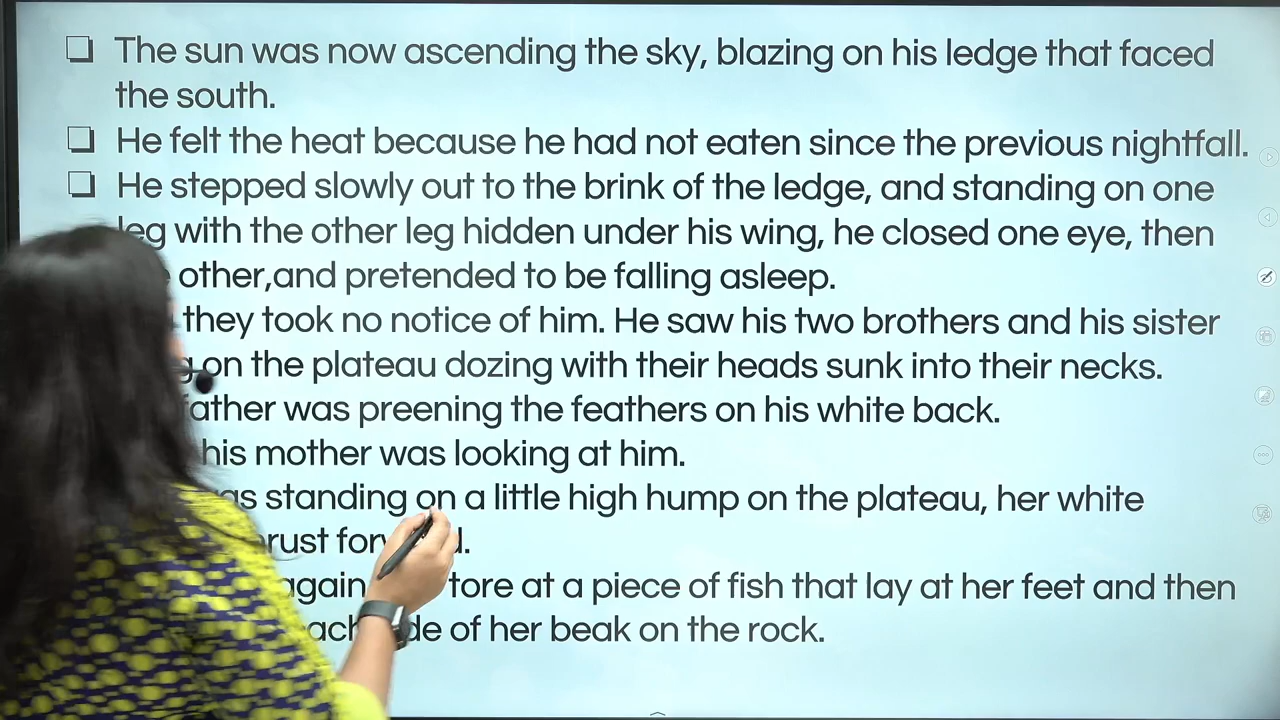 The sun was now ascending the sky, blazing on his ledge that faced
the south.
He felt the heat because he had not eaten since the previous nightfall.
He stepped slowly out to the brink of the ledge, and standing on one
leg with the other leg hidden under his wing, he closed one eye, then
other,and pretended to be falling asleep.
they took no notice of him. He saw his two brothers and his sister
on the plateau dozing with their heads sunk into their necks.
father was preening the feathers on his white back.
his mother was looking at him.
standing on a little high hump on the plateau, her white
again tore at a piece of fish that lay at her feet and then
of her beak on the rock.